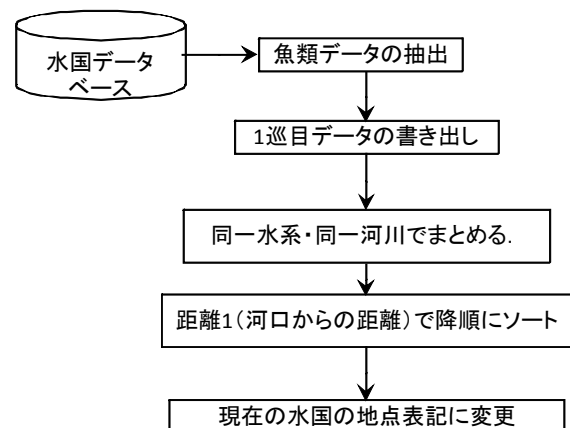 水国データ
ベース
魚類データの抽出
1巡目データの書き出し
同一水系・同一河川でまとめる.
距離1(河口からの距離)で降順にソート
現在の水国の地点表記に変更